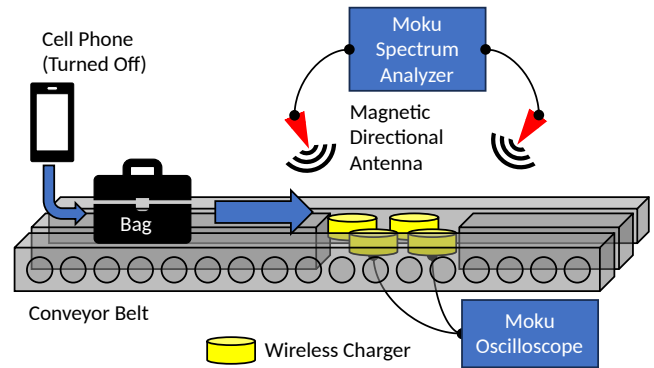 Moku
Spectrum
Analyzer
Cell Phone
(Turned Off)
Magnetic
Directional
Antenna
Bag
Conveyor Belt
Wireless Charger
Moku
Oscilloscope